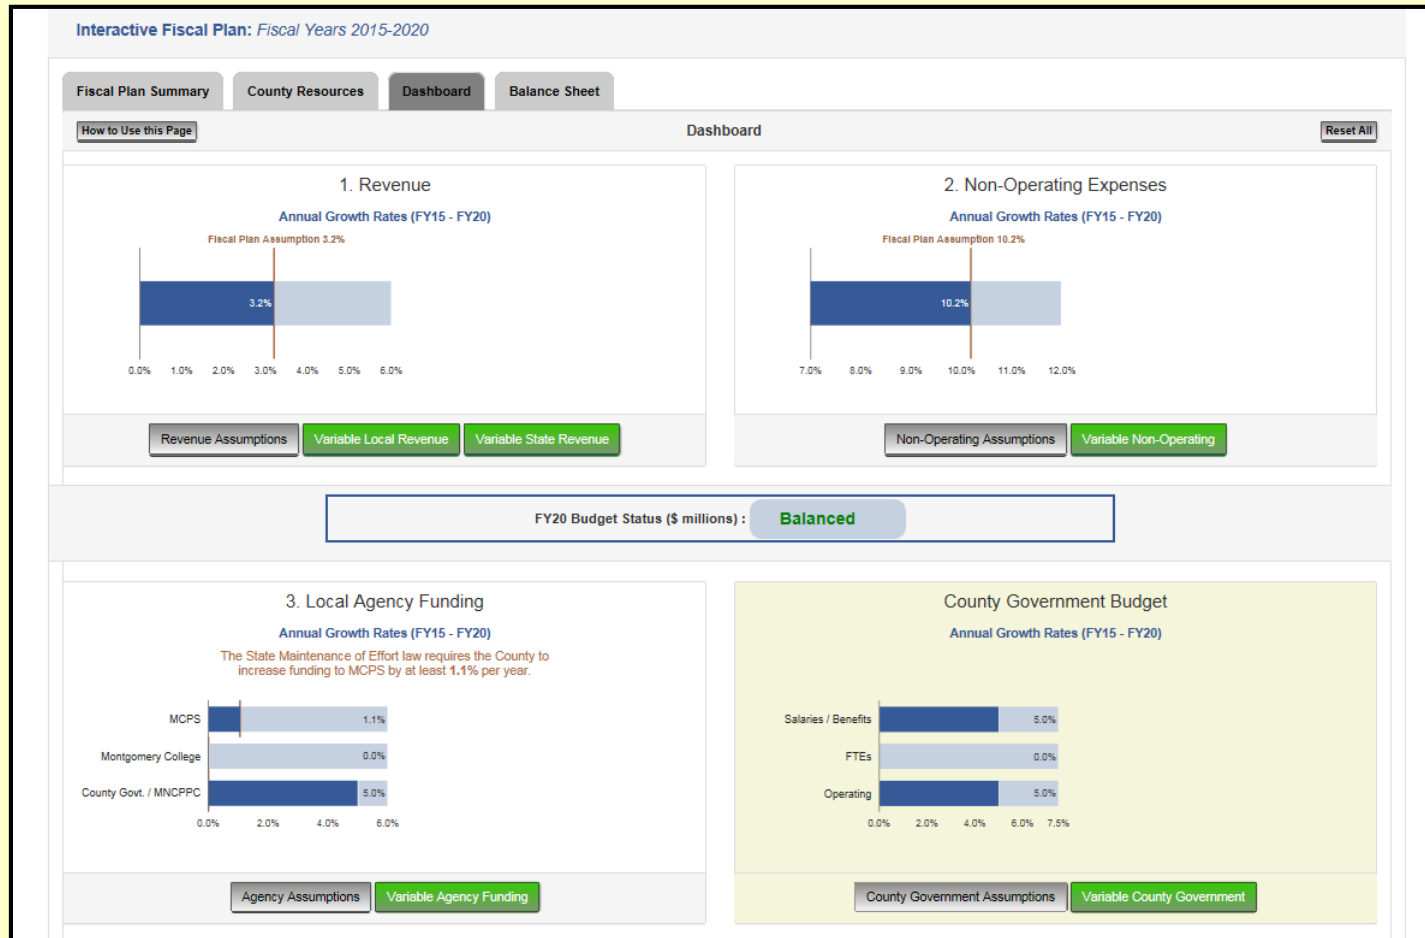 Interactive Fiscal Plan: Fiscal Years 2015-2020
Fiscal Plan Summary
County Resources
Dashboard
Balance Sheet
How to Use this Page
Dashboard
Reset All
1. Revenue
Annual Growth Rates (FY15 - FY20)
Fiscal Plan Assumption 3.2%
3.2%
0.0% 1.0% 2.0% 3.0% 4.0% 5.0% 6.0%
Revenue Assumptions
Variable Local Revenue
Variable State Revenue
2. Non-Operating Expenses
Annual Growth Rates (FY15 - FY20)
Fiscal Plan Assumption 10.2%
10.2%
7.0% 8.0% 9.0% 10.0% 11.0% 12.0%
Non-Operating Assumptions
Variable Non-Operating
FY20 Budget Status ($ millions) : Balanced
3. Local Agency Funding
Annual Growth Rates (FY15 - FY20)
The State Maintenance of Effort law requires the County to
increase funding to MCPS by at least 1.1% per year.
MCPS 1.1%
Montgomery College 0.0%
County Govt. / MNCPPC 5.0%
0.0% 2.0% 4.0% 6.0%
Agency Assumptions
Variable Agency Funding
County Government Budget
Annual Growth Rates (FY15 - FY20)
Salaries / Benefits 5.0%
FTEs 0.0%
Operating 5.0%
0.0% 2.0% 4.0% 6.0% 7.5%
County Government Assumptions
Variable County Government